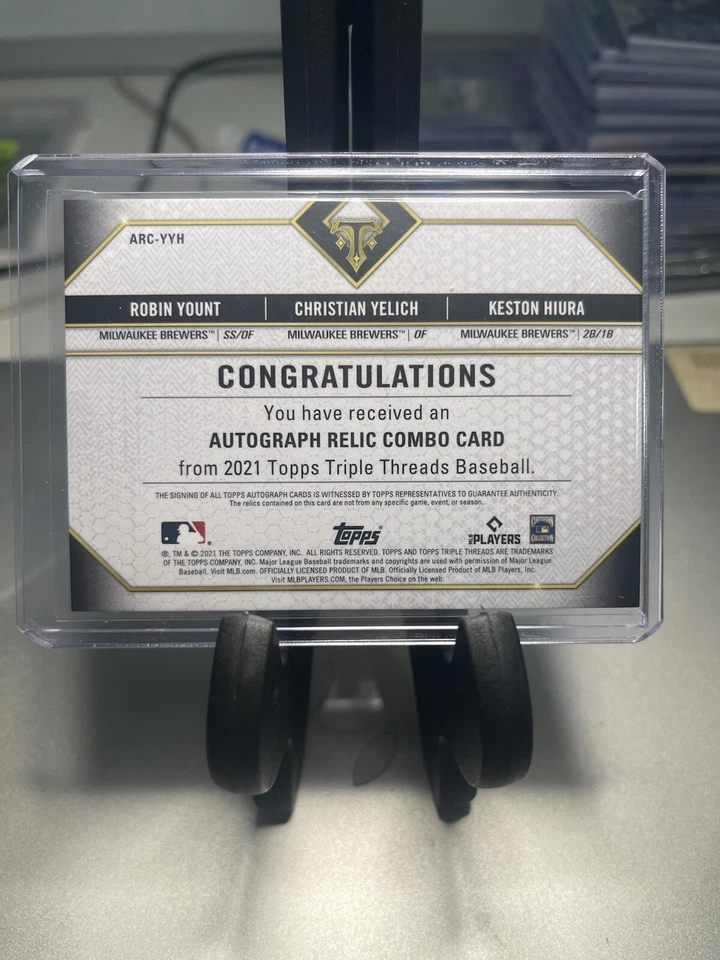 ARC-YYH
ROBIN YOUNT | CHRISTIAN YELICH | KESTON HIURA
MILWAUKEE BREWERS™ | SS/OF MILWAUKEE BREWERS™ | OF MILWAUKEE BREWERS™ | 2B/1B
CONGRATULATIONS
You have received an
AUTOGRAPH RELIC COMBO CARD
from 2021 Topps Triple Threads Baseball.
THE SIGNING OF ALL TOPPS AUTOGRAPH CARDS IS WITNESSED BY TOPPS REPRESENTATIVES TO GUARANTEE AUTHENTICITY.
The relics contained on this card are not from any specific game, event, or season.
Topps MLB PLAYERS
®, TM & © 2021 THE TOPPS COMPANY, INC. ALL RIGHTS RESERVED. TOPPS AND TOPPS TRIPLE THREADS ARE TRADEMARKS
OF THE TOPPS COMPANY, INC. Major League Baseball trademarks and copyrights are used with permission of Major League
Baseball. Visit MLB.com. OFFICIALLY LICENSED PRODUCT OF MLB. Officially Licensed Product of MLB Players, Inc.
Visit MLBPLAYERS.COM, the Players Choice on the web.